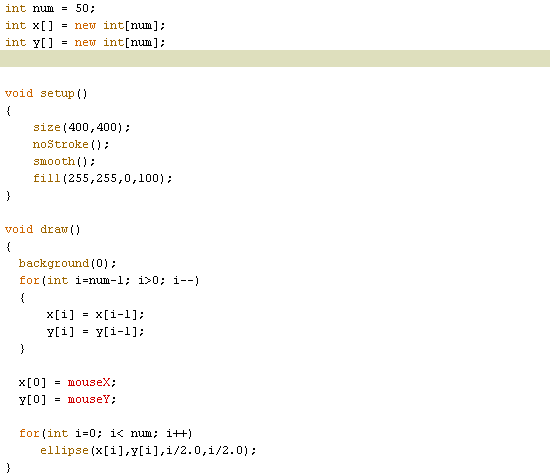 int num = 50;
int x[] = new int[num];
int y[] = new int[num];
void setup()
{
size(400,400);
noStroke();
smooth();
fill(255,255,0,100);
}
void draw()
{
background(0);
for(int i=num-1; i>0; i--)
{
x[i] = x[i-1];
y[i] = y[i-1];
}
x[0] = mouseX;
y[0] = mouseY;
for(int i=0; i< num; i++)
ellipse(x[i],y[i],i/2.0,i/2.0);
}